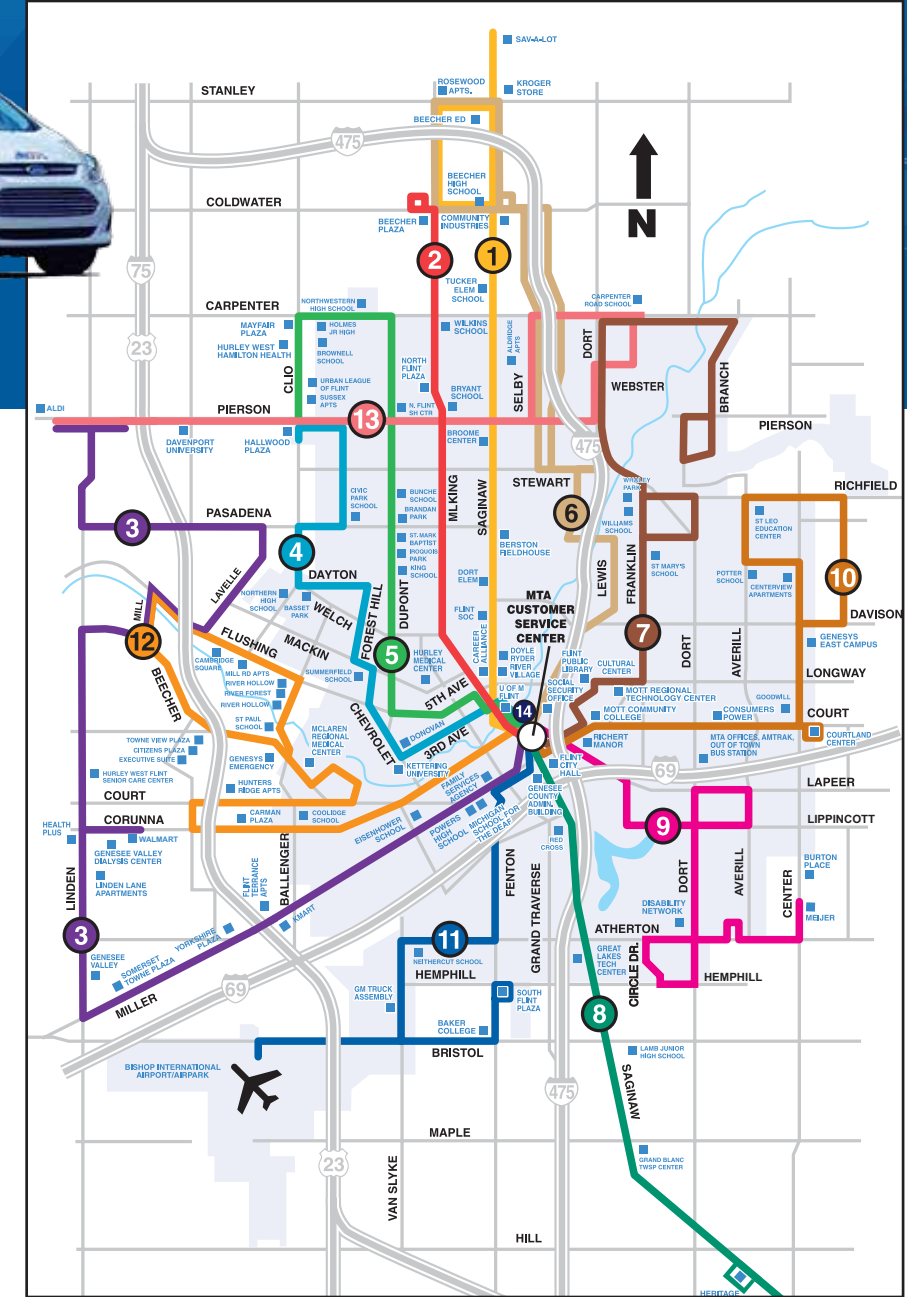 SAV-A-LOT
STANLEY
ROSEWOOD
APTS.
KROGER
STORE
BEECHER ED
475
BEECHER
HIGH
SCHOOL
N
COLDWATER
BEECHER
PLAZA
COMMUNITY
INDUSTRIES
2
1
75
TUCKER
ELEM
SCHOOL
CARPENTER
NORTHWESTERN
HIGH SCHOOL
CARPENTER
ROAD SCHOOL
MAYFAIR
PLAZA
HOLMES
JR HIGH
WILKINS
SCHOOL
ALDRIDGE
APTS
DORT
23
HURLEY WEST
HAMILTON HEALTH
BROWNELL
SCHOOL
CLIO
NORTH
FLINT
PLAZA
URBAN LEAGUE
OF FLINT
SUSSEX
APTS
BRYANT
SCHOOL
SELBY
WEBSTER
BRANCH
ALDI
PIERSON
13
N. FLINT
SH CTR
PIERSON
DAVENPORT
UNIVERSITY
HALLWOOD
PLAZA
BROOME
CENTER
475
STEWART
RICHFIELD
MLKING
SAGINAW
WRIGLEY
PARK
CIVIC
PARK
SCHOOL
BUNCHE
SCHOOL
BRANDAN
PARK
3
PASADENA
6
WILLIAMS
SCHOOL
ST LEO
EDUCATION
CENTER
4
ST-MARK
BAPTIST
IROQUOIS
PARK
KING
SCHOOL
BERSTON
FIELDHOUSE
ST MARY'S
SCHOOL
DAYTON
DUPONT
DORT
ELEM
LEWIS
FRANKLIN
POTTER
SCHOOL
CENTERVIEW
APARTMENTS
10
LAVELLE
NORTHERN
HIGH
SCHOOL
BASSET
PARK
WELCH
FOREST HILL
MTA
CUSTOMER
SERVICE
CENTER
MILL
FLINT
SOC
DAVISON
12
FLUSHING
MACKIN
5
CAREER
ALLIANCE
7
DORT
AVERILL
GENESYS
EAST CAMPUS
CAMBRIDGE
SQUARE
MILL RD APTS
RIVER HOLLOW
RIVER FOREST
RIVER HOLLOW
SUMMERFIELD
SCHOOL
HURLEY
MEDICAL
CENTER
DOYLE
RYDER
RIVER
VILLAGE
FLINT
PUBLIC
LIBRARY
CULTURAL
CENTER
LONGWAY
BEECHER
5TH AVE
U OF M
FLINT
SOCIAL
SECURITY
OFFICE
MOTT REGIONAL
TECHNOLOGY CENTER
GOODWILL
ST PAUL
SCHOOL
CHEVROLET
14
MOTT COMMUNITY
COLLEGE
CONSUMERS
POWER
COURT
TOWNE VIEW PLAZA
CITIZENS PLAZA
EXECUTIVE SUITE
MCLAREN
REGIONAL
MEDICAL
CENTER
DONOVAN
3RD AVE
RICHERT
MANOR
MTA OFFICES, AMTRAK,
OUT OF TOWN
BUS STATION
COURTLAND
CENTER
GENESYS
EMERGENCY
KETTERING
UNIVERSITY
FLINT
CITY
HALL
69
HURLEY WEST FLINT
SENIOR CARE CENTER
HUNTERS
RIDGE APTS
FAMILY
SERVICES
AGENCY
GENESEE
COUNTY
ADMIN,
BUILDING
LAPEER
COURT
CORUNNA
CARMAN
PLAZA
COOLIDGE
SCHOOL
EISENHOWER
SCHOOL
POWERS
HIGH
SCHOOL
MICHIGAN
SCHOOL FOR
THE DEAF
9
LIPPINCOTT
HEALTH
PLUS
WALMART
GENESEE VALLEY
DIALYSIS CENTER
RED
CROSS
LINDEN
LINDEN LANE
APARTMENTS
FLINT
TERRANCE
APTS
BALLENGER
FENTON
GRAND TRAVERSE
DORT
AVERILL
BURTON
PLACE
CENTER
KMART
DISABILITY
NETWORK
MEIJER
3
YORKSHIRE
PLAZA
11
ATHERTON
GENESEE
VALLEY
SOMERSET
TOWNE PLAZA
NEITHERCUT SCHOOL
HEMPHILL
GREAT
LAKES
TECH
CENTER
CIRCLE DR.
HEMPHILL
69
MILLER
GM TRUCK
ASSEMBLY
SOUTH
FLINT
PLAZA
8
BAKER
COLLEGE
BRISTOL
LAMB JUNIOR
HIGH SCHOOL
BISHOP INTERNATIONAL
AIRPORT/AIRPARK
475
SAGINAW
MAPLE
23
VAN SLYKE
GRAND BLANC
TWSP CENTER
HILL
HERITAGE